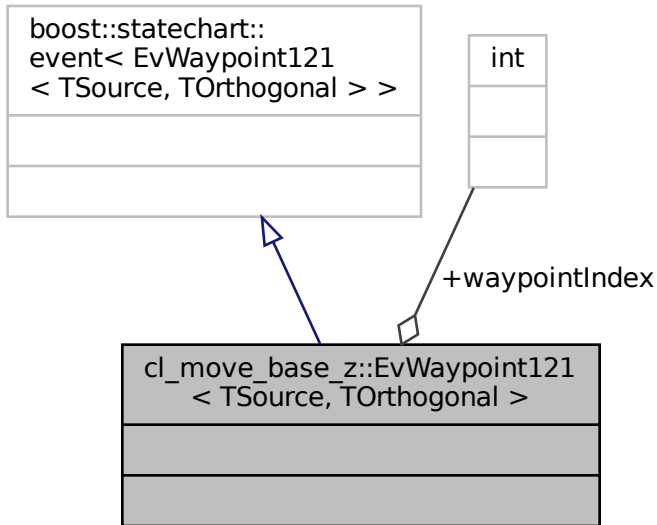 boost::statechart::
event< EvWaypoint121
< TSource, TOrthogonal > >
int
+waypointIndex
cl_move_base_z::EvWaypoint121
< TSource, TOrthogonal >